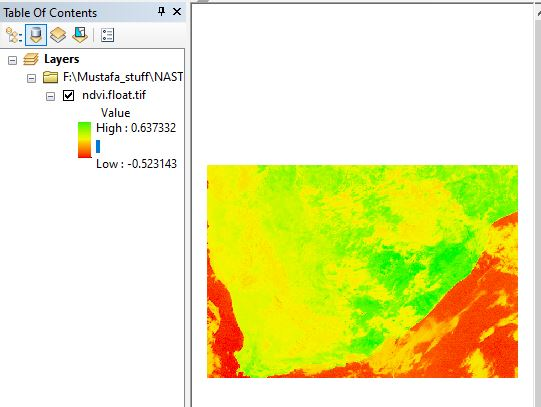 Table Of Contents
Layers
F:\Mustafa_stuff\NAST
ndvi.float.tif
Value
High : 0.637332
Low : -0.523143